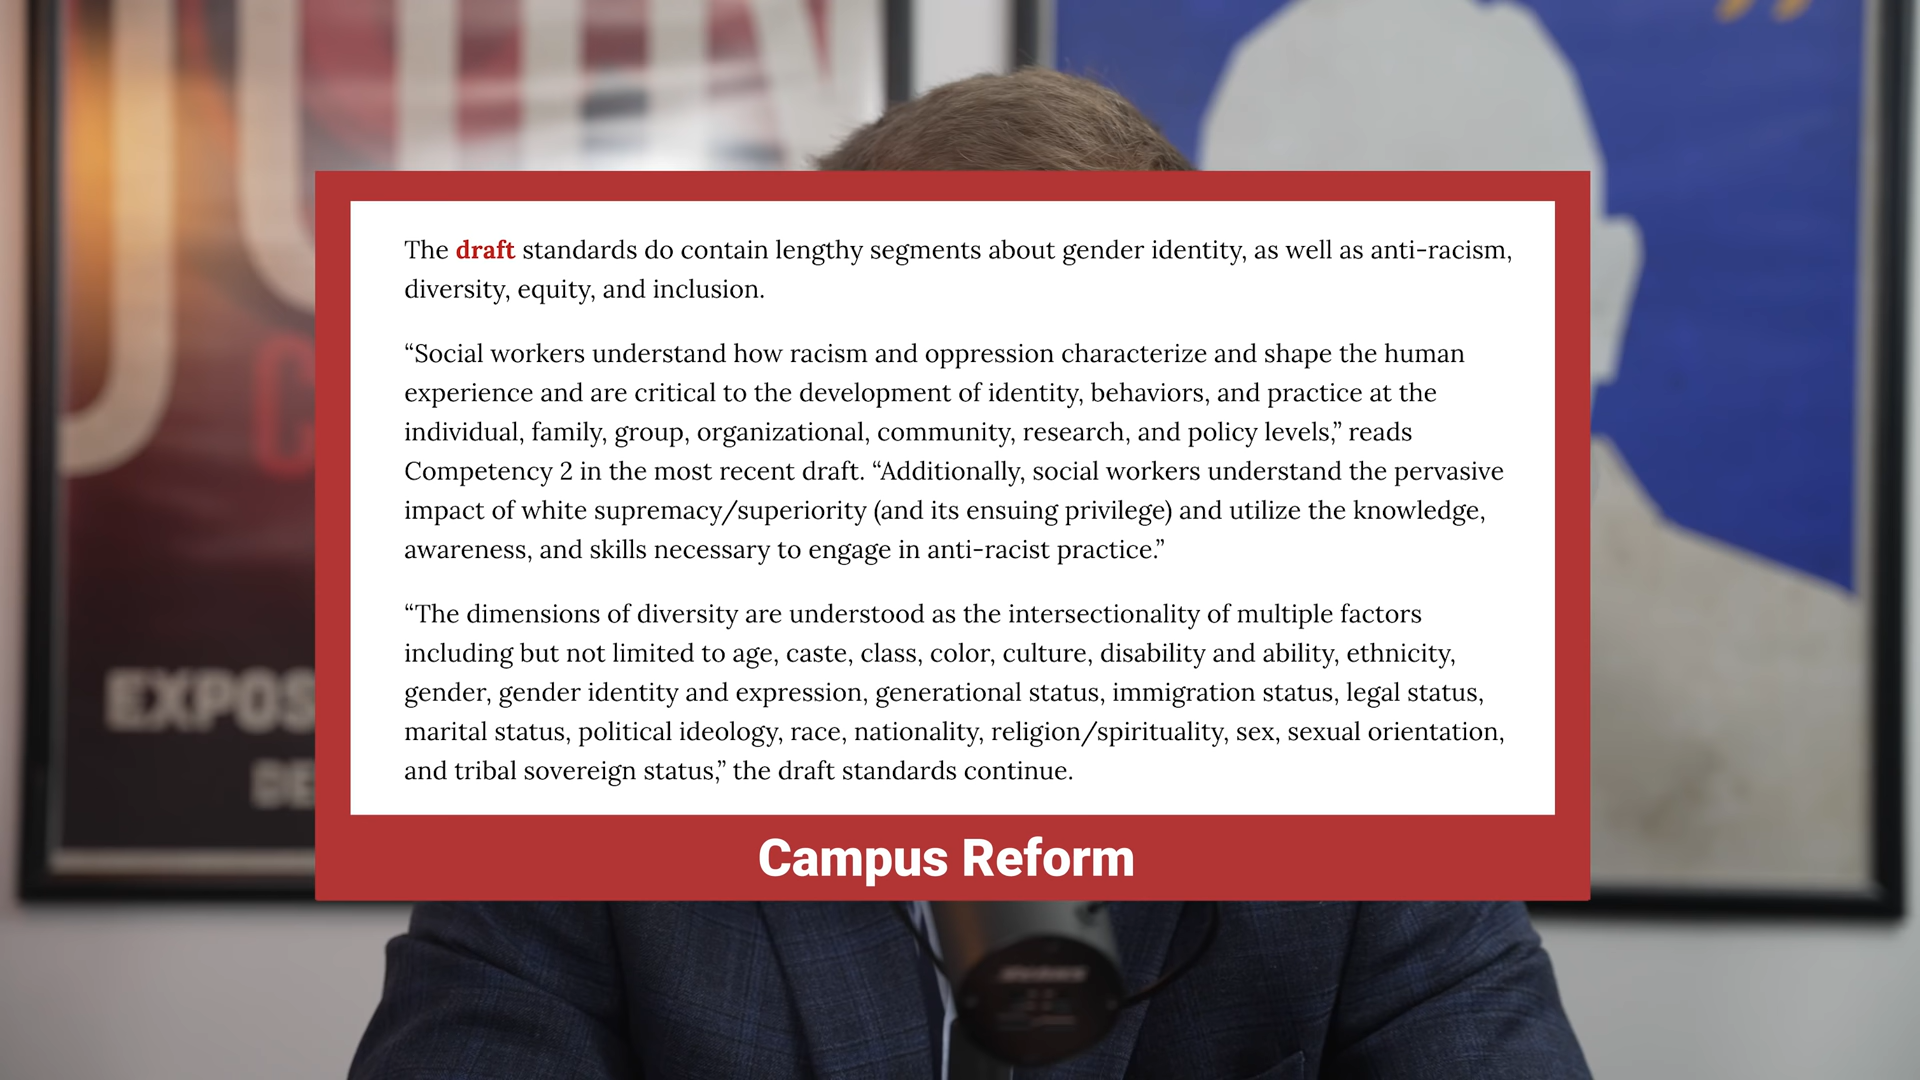 The draft standards do contain lengthy segments about gender identity, as well as anti-racism,
diversity, equity, and inclusion.
“Social workers understand how racism and oppression characterize and shape the human
experience and are critical to the development of identity, behaviors, and practice at the
individual, family, group, organizational, community, research, and policy levels,” reads
Competency 2 in the most recent draft. “Additionally, social workers understand the pervasive
impact of white supremacy/superiority (and its ensuing privilege) and utilize the knowledge,
awareness, and skills necessary to engage in anti-racist practice.”
“The dimensions of diversity are understood as the intersectionality of multiple factors
including but not limited to age, caste, class, color, culture, disability and ability, ethnicity,
gender, gender identity and expression, generational status, immigration status, legal status,
marital status, political ideology, race, nationality, religion/spirituality, sex, sexual orientation,
and tribal sovereign status,” the draft standards continue.
Campus Reform